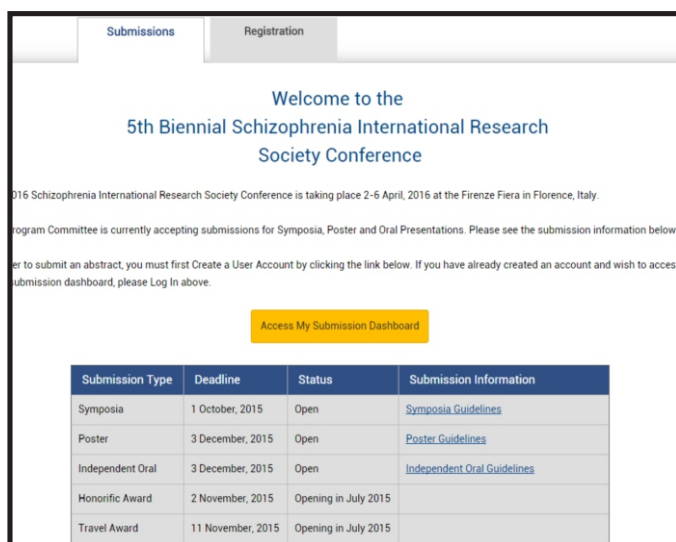 Submissions Registration
Welcome to the
5th Biennial Schizophrenia International Research
Society Conference
016 Schizophrenia International Research Society Conference is taking place 2-6 April, 2016 at the Firenze Fiera in Florence, Italy.
rogram Committee is currently accepting submissions for Symposia, Poster and Oral Presentations. Please see the submission information below
er to submit an abstract, you must first Create a User Account by clicking the link below. If you have already created an account and wish to acces
submission dashboard, please Log In above.
Access My Submission Dashboard
Submission Type Deadline Status Submission Information
Symposia 1 October, 2015 Open Symposia Guidelines
Poster 3 December, 2015 Open Poster Guidelines
Independent Oral 3 December, 2015 Open Independent Oral Guidelines
Honorific Award 2 November, 2015 Opening in July 2015
Travel Award 11 November, 2015 Opening in July 2015